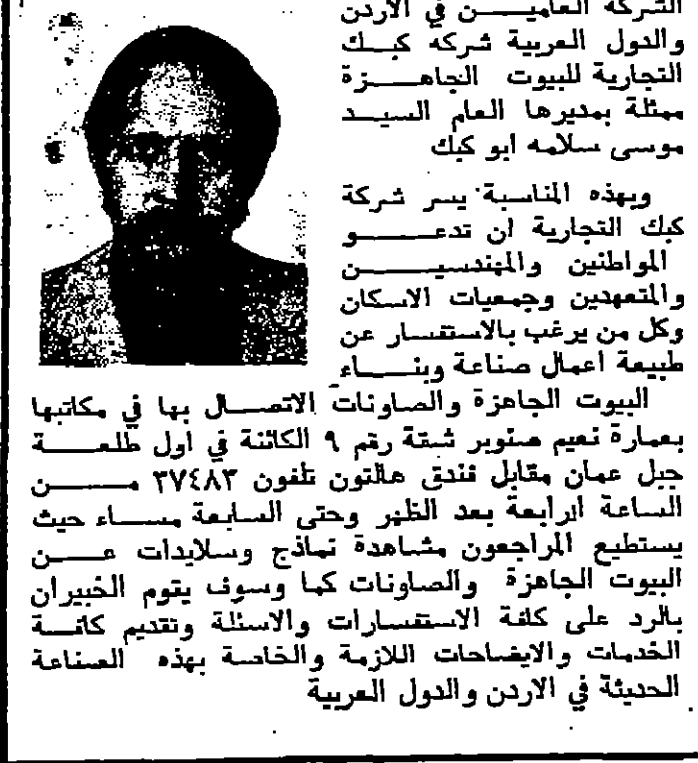 الشركة العاميـــن في الاردن
والدول العربية شركة كبـك
التجارية للبيوت الجاهـــزة
ممثلة بمديرها العام السيـد
موسى سلامه ابو كبك
وبهذه المناسبة يسر شركة
كبك التجارية ان تدعـــو
المواطنين والمهندسيـــن
والمتعهدين وجمعيات الاسكان
وكل من يرغب بالاستفسار عن
طبيعة اعمال صناعة وبنـــاء
البيوت الجاهزة والصاونات الاتصــال بها في مكاتبها
بعمارة نعيم صنوبر شقة رقم ٩ الكائنة في اول طلعـــة
جبل عمان مقابل فندق هالتون تلفون ٣٧٤٨٣ مـــن
الساعة الرابعة بعد الظهر وحتى السابعة مســاء حيث
يستطيع المراجعون مشاهدة نماذج وسلايدات عـــن
البيوت الجاهزة والصاونات كما وسوف يقوم الخبيران
بالرد على كافة الاستفسارات والاسئلة وتقديم كافــة
الخدمات والايضاحات اللازمة والخاصة بهذه الصناعة
الحديثة في الاردن والدول العربية